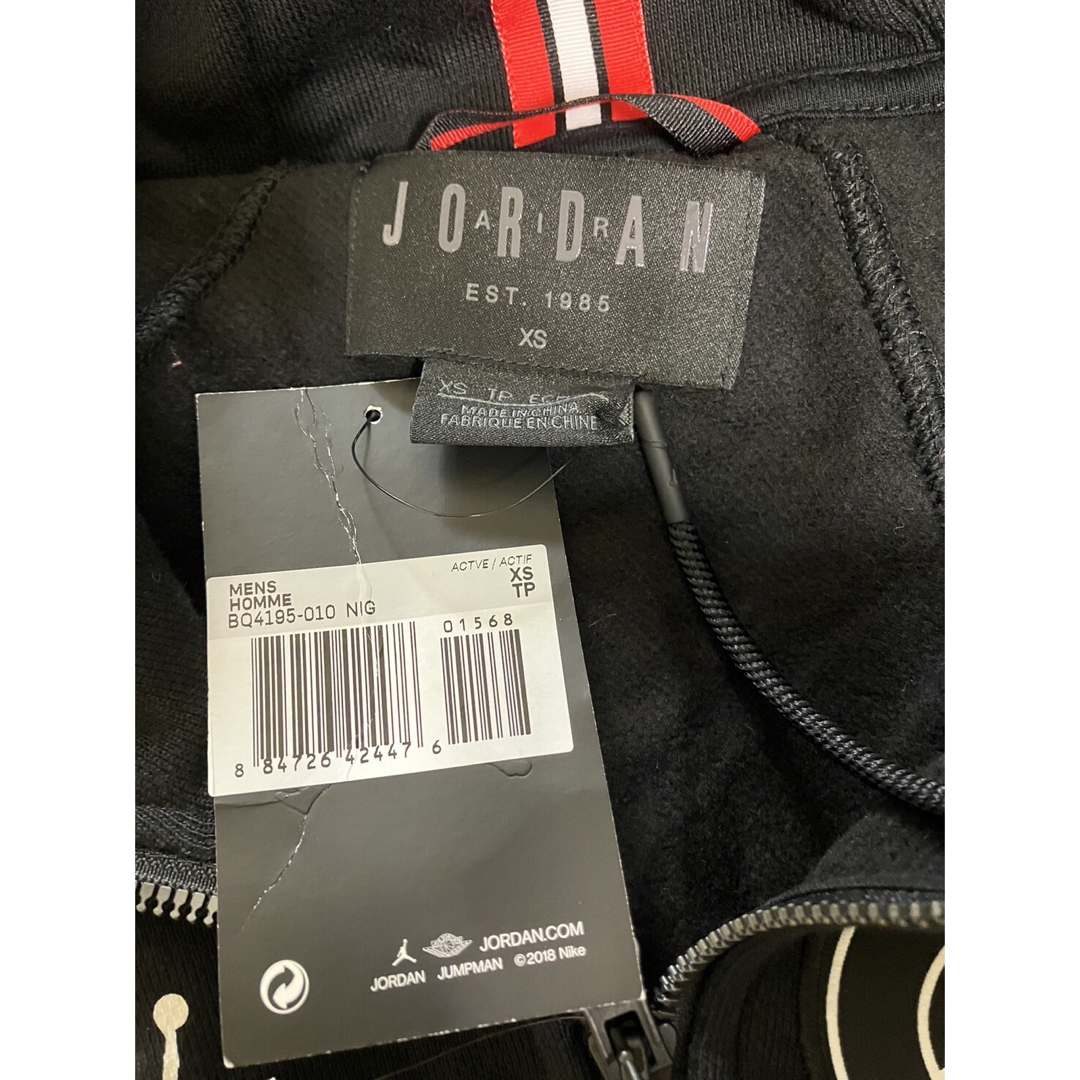 JORDAN
AIR
EST. 1985
XS
XS TP
MADE IN CHINA
FABRIQUE EN CHINE
ACTVE / ACTIF
MENS
HOMME
XS
TP
BQ4195-010 NIG
01568
8 84726 42447 6
JORDAN.COM
JORDAN JUMPMAN ©2018 Nike